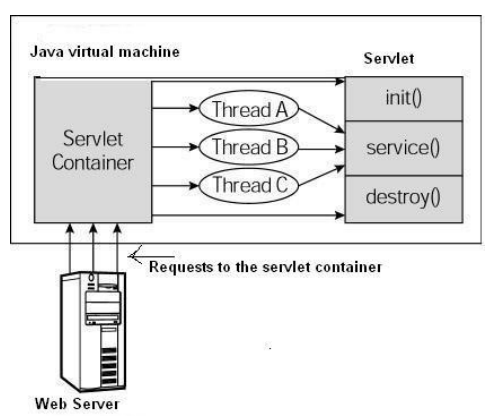 Java virtual machine
Servlet
init()
Thread A
Servlet
Container
Thread B
service()
Thread C
destroy()
Requests to the servlet container
Web Server